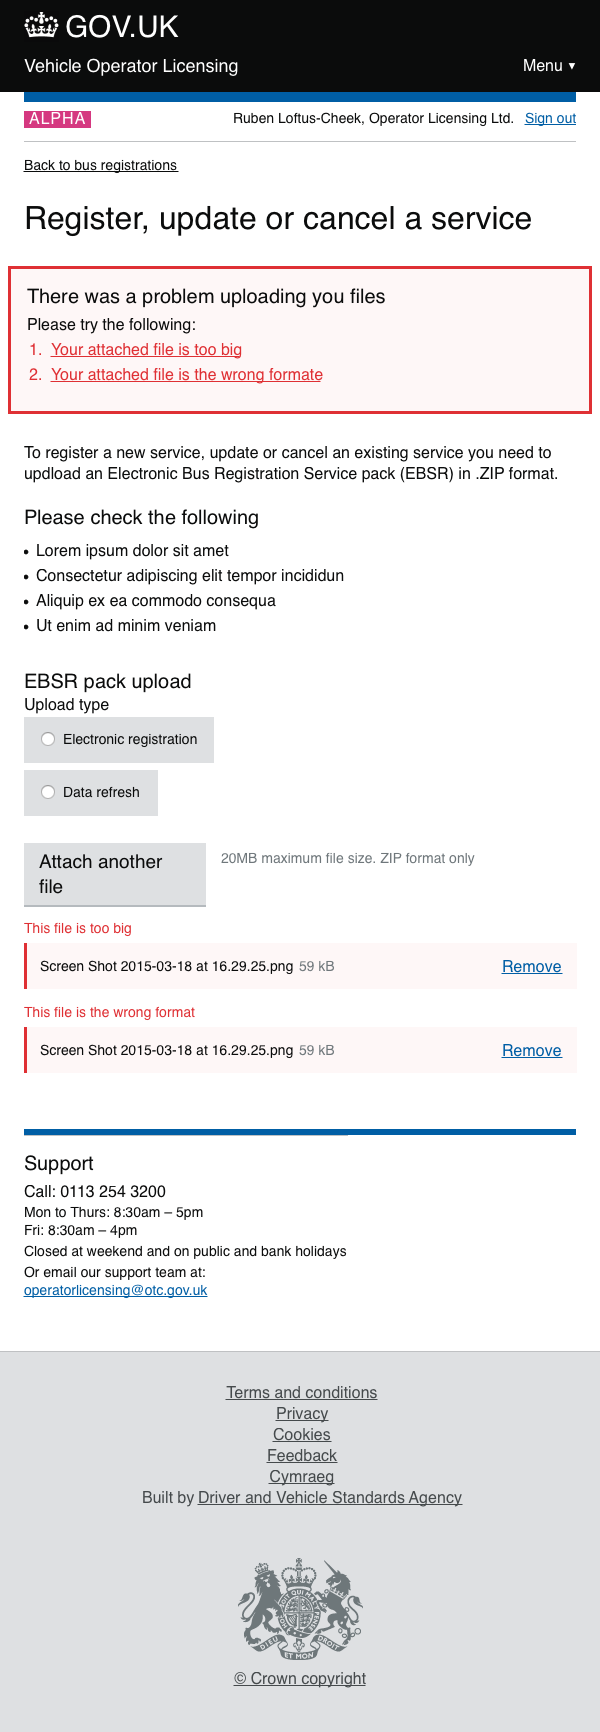 GOV.UK
Vehicle Operator Licensing
Menu ▼
ALPHA
Ruben Loftus-Cheek, Operator Licensing Ltd. Sign out
Back to bus registrations
Register, update or cancel a service
There was a problem uploading you files
Please try the following:
1. Your attached file is too big
2. Your attached file is the wrong formate
To register a new service, update or cancel an existing service you need to
updload an Electronic Bus Registration Service pack (EBSR) in .ZIP format.
Please check the following
• Lorem ipsum dolor sit amet
• Consectetur adipiscing elit tempor incididun
• Aliquip ex ea commodo consequa
• Ut enim ad minim veniam
EBSR pack upload
Upload type
Electronic registration
Data refresh
Attach another
file
20MB maximum file size. ZIP format only
This file is too big
Screen Shot 2015-03-18 at 16.29.25.png 59 kB Remove
This file is the wrong format
Screen Shot 2015-03-18 at 16.29.25.png 59 kB Remove
Support
Call: 0113 254 3200
Mon to Thurs: 8:30am – 5pm
Fri: 8:30am – 4pm
Closed at weekend and on public and bank holidays
Or email our support team at:
operatorlicensing@otc.gov.uk
Terms and conditions
Privacy
Cookies
Feedback
Cymraeg
Built by Driver and Vehicle Standards Agency
DIEU ET MON DROIT
© Crown copyright